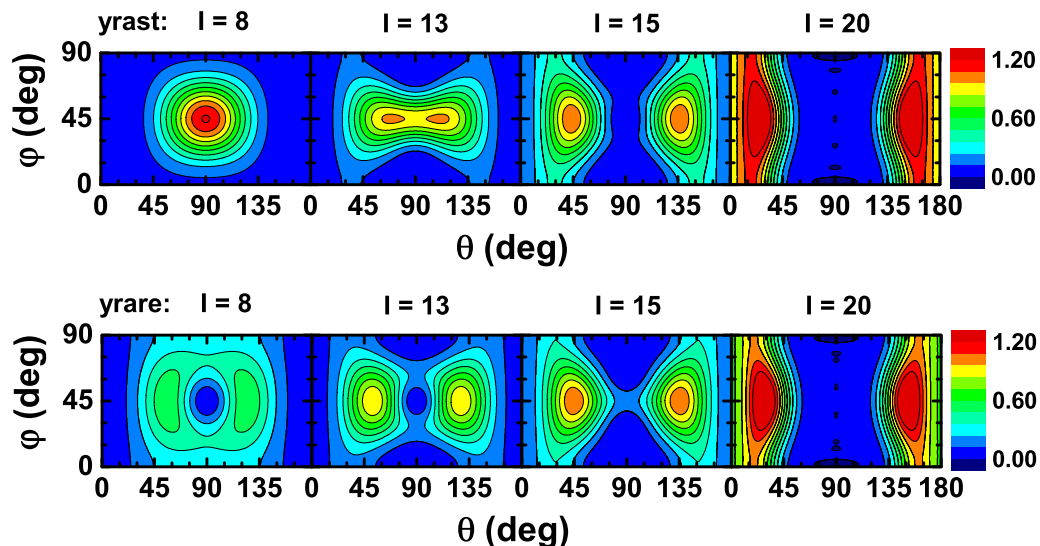 yrast: I = 8 I = 13 I = 15 I = 20
90 1.20
φ (deg) 45 0.60
0 0.00
0 45 90 135 0 45 90 135 0 45 90 135 0 45 90 135 180
θ (deg)
yrare: I = 8 I = 13 I = 15 I = 20
90 1.20
φ (deg) 45 0.60
0 0.00
0 45 90 135 0 45 90 135 0 45 90 135 0 45 90 135 180
θ (deg)